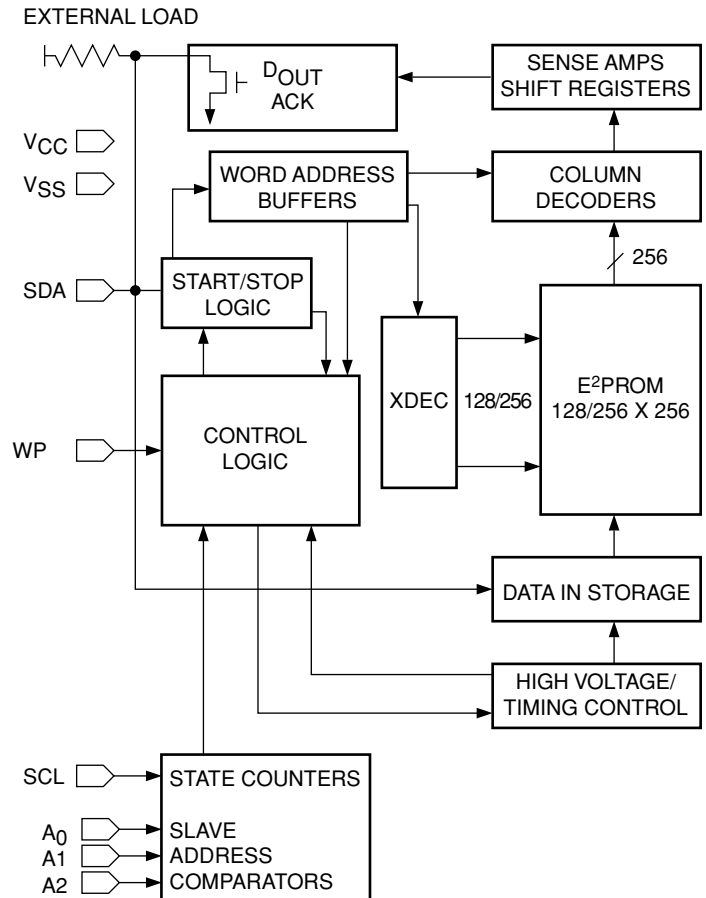 EXTERNAL LOAD
DOUT
ACK
SENSE AMPS
SHIFT REGISTERS
VCC
VSS
WORD ADDRESS
BUFFERS
COLUMN
DECODERS
256
SDA
START/STOP
LOGIC
XDEC
128/256
E²PROM
128/256 X 256
WP
CONTROL
LOGIC
DATA IN STORAGE
HIGH VOLTAGE/
TIMING CONTROL
SCL
STATE COUNTERS
A0
SLAVE
A1
ADDRESS
A2
COMPARATORS